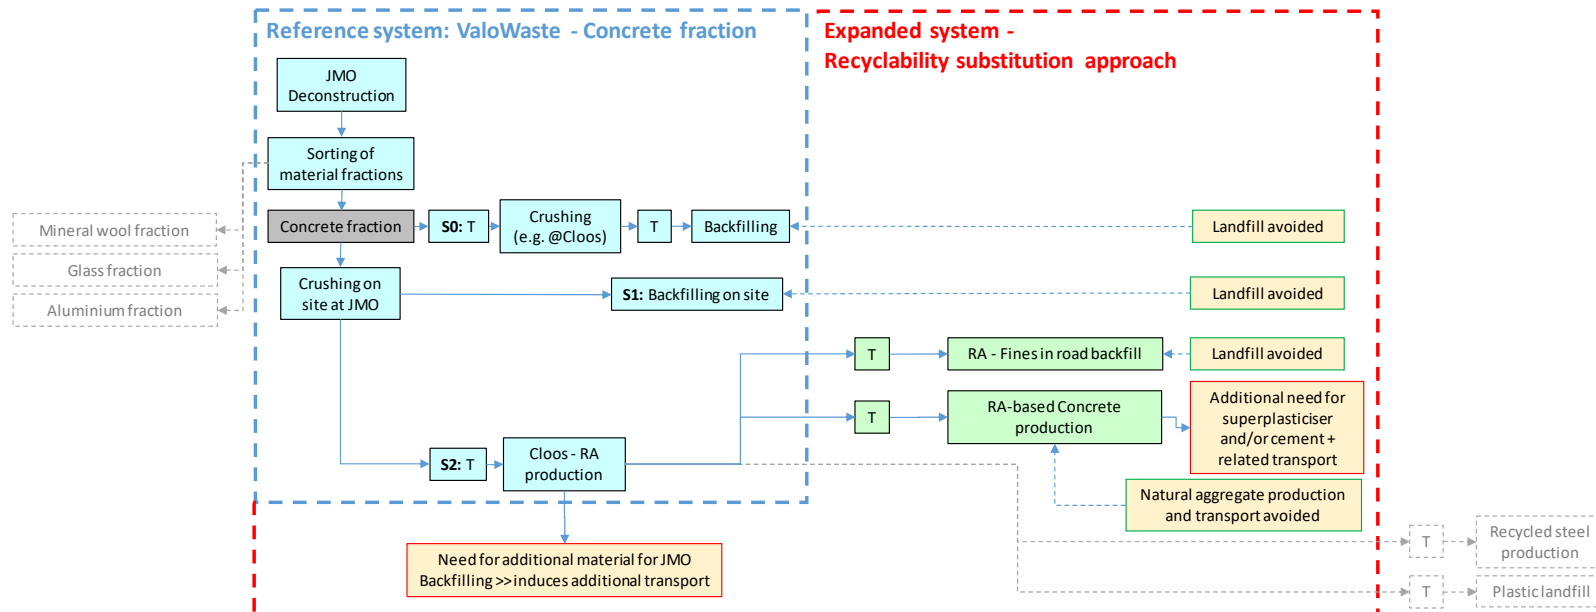 Reference system: ValoWaste - Concrete fraction
Expanded system -
Recyclability substitution approach
JMO
Deconstruction
Sorting of
material fractions
Mineral wool fraction
Glass fraction
Aluminium fraction
Concrete fraction
S0: T
Crushing
(e.g. @Cloos)
T
Backfilling
Landfill avoided
Crushing on
site at JMO
S1: Backfilling on site
Landfill avoided
T
RA - Fines in road backfill
Landfill avoided
T
RA-based Concrete
production
Additional need for
superplasticiser
and/or cement +
related transport
S2: T
Cloos - RA
production
Natural aggregate production
and transport avoided
Need for additional material for JMO
Backfilling >>induces additional transport
T
Recycled steel
production
T
Plastic landfill